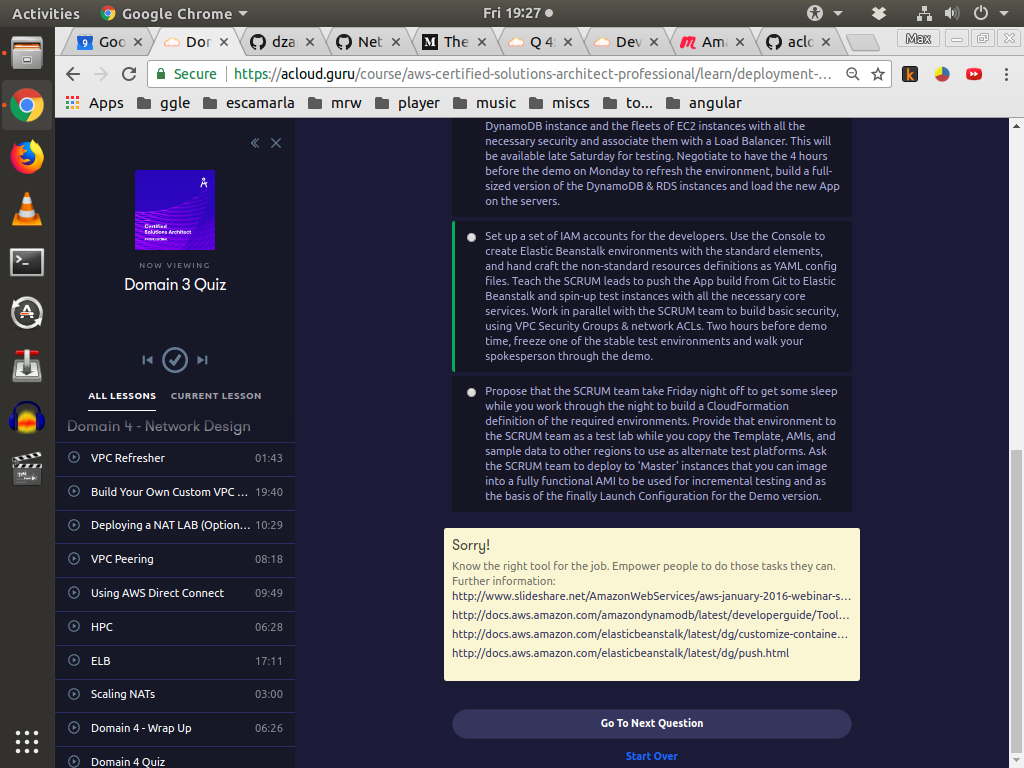 Activities
Google Chrome
Fri 19:27
Goo
Dor
dza
Net
The
Q 4:
Dev
Am
aclo
Max
Secure
https://acloud.guru/course/aws-certified-solutions-architect-professional/learn/deployment-...
Apps
ggle
escamarla
mrw
player
music
miscs
to...
angular
Certified
Solutions Architect
PROFESSIONAL
NOW VIEWING
Domain 3 Quiz
ALL LESSONS
CURRENT LESSON
Domain 4 - Network Design
VPC Refresher 01:43
Build Your Own Custom VPC ... 19:40
Deploying a NAT LAB (Option... 10:29
VPC Peering 08:18
Using AWS Direct Connect 09:49
HPC 06:28
ELB 17:11
Scaling NATs 03:00
Domain 4 - Wrap Up 06:26
Domain 4 Quiz
DynamoDB instance and the fleets of EC2 instances with all the
necessary security and associate them with a Load Balancer. This will
be available late Saturday for testing. Negotiate to have the 4 hours
before the demo on Monday to refresh the environment, build a full-
sized version of the DynamoDB & RDS instances and load the new App
on the servers.
Set up a set of IAM accounts for the developers. Use the Console to
create Elastic Beanstalk environments with the standard elements,
and hand craft the non-standard resources definitions as YAML config
files. Teach the SCRUM leads to push the App build from Git to Elastic
Beanstalk and spin-up test instances with all the necessary core
services. Work in parallel with the SCRUM team to build basic security,
using VPC Security Groups & network ACLs. Two hours before demo
time, freeze one of the stable test environments and walk your
spokesperson through the demo.
Propose that the SCRUM team take Friday night off to get some sleep
while you work through the night to build a CloudFormation
definition of the required environments. Provide that environment to
the SCRUM team as a test lab while you copy the Template, AMIs, and
sample data to other regions to use as alternate test platforms. Ask
the SCRUM team to deploy to 'Master' instances that you can image
into a fully functional AMI to be used for incremental testing and as
the basis of the finally Launch Configuration for the Demo version.
Sorry!
Know the right tool for the job. Empower people to do those tasks they can.
Further information:
http://www.slideshare.net/AmazonWebServices/aws-january-2016-webinar-s...
http://docs.aws.amazon.com/amazondynamodb/latest/developerguide/Tool...
http://docs.aws.amazon.com/elasticbeanstalk/latest/dg/customize-containe...
http://docs.aws.amazon.com/elasticbeanstalk/latest/dg/push.html
Go To Next Question
Start Over